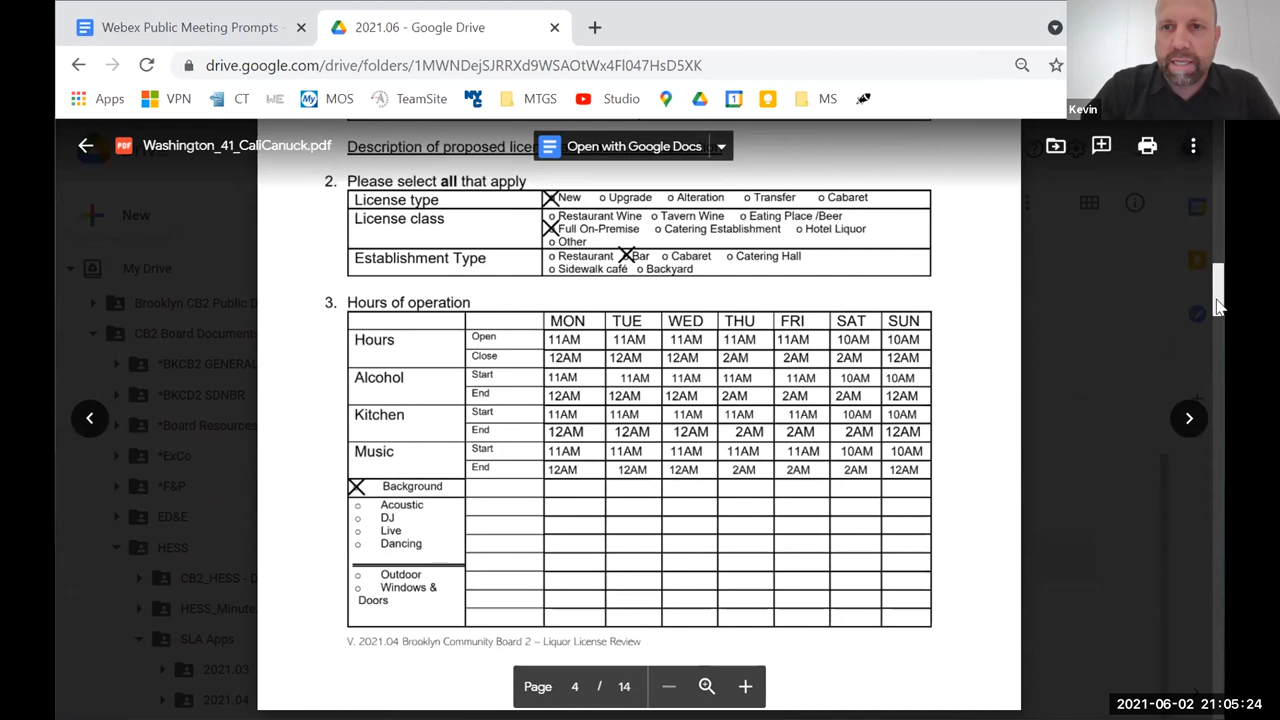 Webex Public Meeting Prompts -
2021.06 - Google Drive
drive.google.com/drive/folders/1MWNDejSJRRXd9WSAOtWx4Fl047HsD5XK
Apps VPN CT WE MOS TeamSite MTGS Studio MS
Kevin
Washington_41_CaliCanuck.pdf
Open with Google Docs
Description of proposed
2. Please select all that apply
License type New Upgrade Alteration Transfer Cabaret
License class Restaurant Wine Tavern Wine Eating Place /Beer
Full On-Premise Catering Establishment Hotel Liquor
Other
Establishment Type Restaurant Bar Cabaret Catering Hall
Sidewalk café Backyard
3. Hours of operation
MON TUE WED THU FRI SAT SUN
Hours Open 11AM 11AM 11AM 11AM 11AM 10AM 10AM
Close 12AM 12AM 12AM 2AM 2AM 2AM 12AM
Alcohol Start 11AM 11AM 11AM 11AM 11AM 10AM 10AM
End 12AM 12AM 12AM 2AM 2AM 2AM 12AM
Kitchen Start 11AM 11AM 11AM 11AM 11AM 10AM 10AM
End 12AM 12AM 12AM 2AM 2AM 2AM 12AM
Music Start 11AM 11AM 11AM 11AM 11AM 10AM 10AM
End 12AM 12AM 12AM 2AM 2AM 2AM 12AM
Background
Acoustic
DJ
Live
Dancing
Outdoor
Windows &
Doors
V. 2021.04 Brooklyn Community Board 2 – Liquor License Review
Page 4 / 14
New
My Drive
Brooklyn CB2 Public D
CB2 Board Documents
*BKCB2 GENERAL
*BKCD2 SDNBR
*Board Resources
*ExCo
*F&P
ED&E
HESS
CB2_HESS - D
HESS_Minute
SLA Apps
2021.03
2021.04
2021-06-02 21:05:24